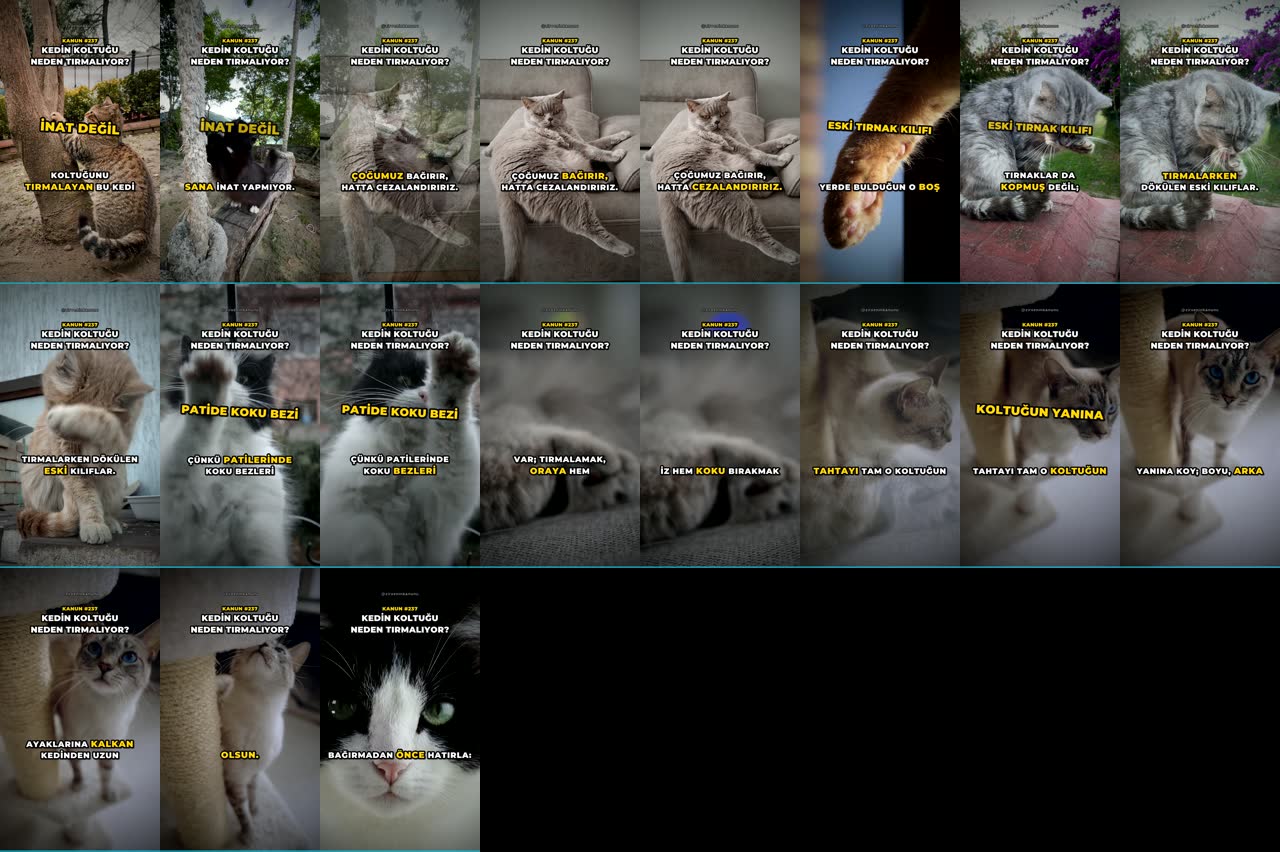 KANUN #237
KEDİN KOLTUĞU
NEDEN TIRMALIYOR?
İNAT DEĞİL
KOLTUĞUNU
TIRMALAYAN BU KEDİ
KEDİN KOLTUĞU
NEDEN TIRMALIYOR?
İNAT DEĞİL
SANA İNAT YAPMIYOR.
KANUN #237
KEDİN KOLTUĞU
NEDEN TIRMALIYOR?
ÇOĞUMUZ BAĞIRIR,
HATTA CEZALANDIRIRIZ.
KANUN #237
KEDİN KOLTUĞU
NEDEN TIRMALIYOR?
ÇOĞUMUZ BAĞIRIR,
HATTA CEZALANDIRIRIZ.
KANUN #237
KEDİN KOLTUĞU
NEDEN TIRMALIYOR?
ÇOĞUMUZ BAĞIRIR,
HATTA CEZALANDIRIRIZ.
KANUN #237
KEDİN KOLTUĞU
NEDEN TIRMALIYOR?
ESKİ TIRNAK KILIFI
YERDE BULDUĞUN O BOŞ
KANUN #237
KEDİN KOLTUĞU
NEDEN TIRMALIYOR?
ESKİ TIRNAK KILIFI
TIRNAKLAR DA
KOPMUŞ DEĞİL;
KANUN #237
KEDİN KOLTUĞU
NEDEN TIRMALIYOR?
TIRMALARKEN
DÖKÜLEN ESKİ KILIFLAR.
KANUN #237
KEDİN KOLTUĞU
NEDEN TIRMALIYOR?
TIRMALARKEN DÖKÜLEN
ESKİ KILIFLAR.
KANUN #237
KEDİN KOLTUĞU
NEDEN TIRMALIYOR?
PATİDE KOKU BEZİ
ÇÜNKÜ PATİLERİNDE
KOKU BEZLERİ
KANUN #237
KEDİN KOLTUĞU
NEDEN TIRMALIYOR?
PATİDE KOKU BEZİ
ÇÜNKÜ PATİLERİNDE
KOKU BEZLERİ
KANUN #237
KEDİN KOLTUĞU
NEDEN TIRMALIYOR?
VAR; TIRMALAMAK,
ORAYA HEM
KANUN #237
KEDİN KOLTUĞU
NEDEN TIRMALIYOR?
İZ HEM KOKU BIRAKMAK
KANUN #237
KEDİN KOLTUĞU
NEDEN TIRMALIYOR?
TAHTAYI TAM O KOLTUĞUN
KANUN #237
KEDİN KOLTUĞU
NEDEN TIRMALIYOR?
KOLTUĞUN YANINA
TAHTAYI TAM O KOLTUĞUN
KANUN #237
KEDİN KOLTUĞU
NEDEN TIRMALIYOR?
YANINA KOY; BOYU, ARKA
KANUN #237
KEDİN KOLTUĞU
NEDEN TIRMALIYOR?
AYAKLARINA KALKAN
KEDİNDEN UZUN
KANUN #237
KEDİN KOLTUĞU
NEDEN TIRMALIYOR?
OLSUN.
KANUN #237
KEDİN KOLTUĞU
NEDEN TIRMALIYOR?
BAĞIRMADAN ÖNCE HATIRLA: